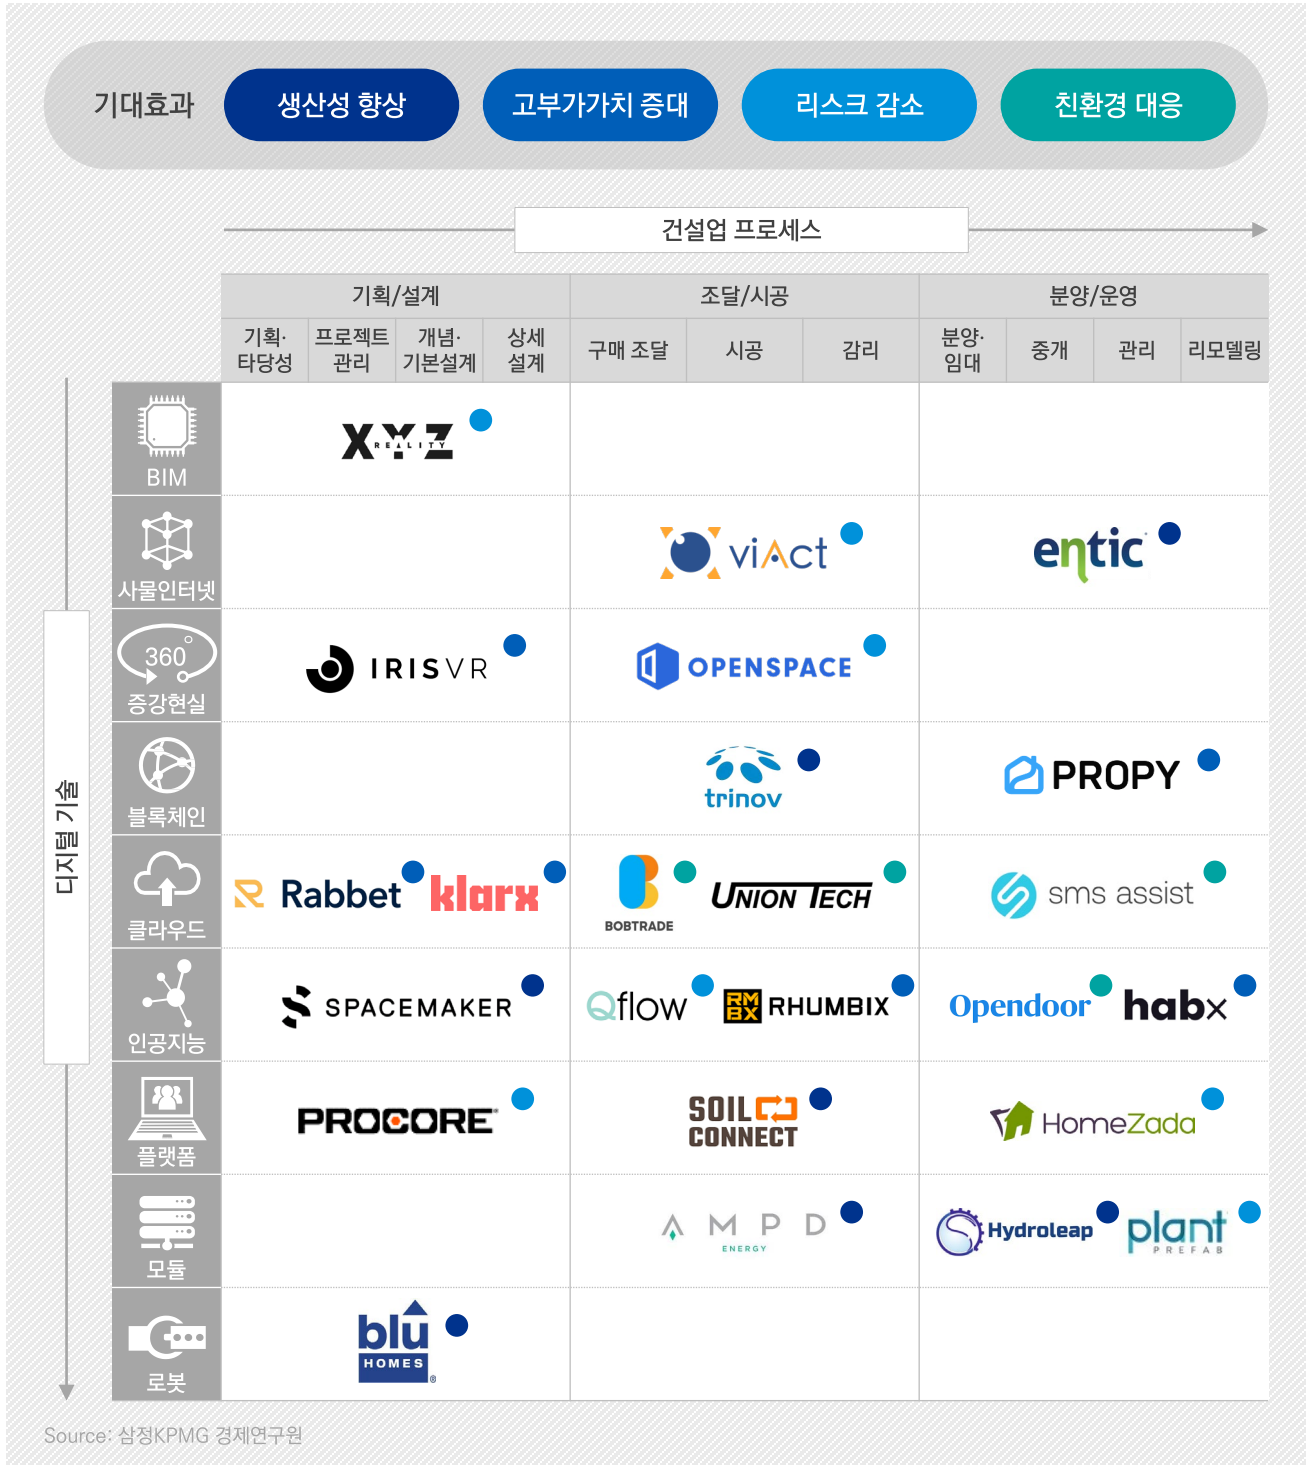 기대효과
생산성 향상
고부가가치 증대
리스크 감소
친환경 대응
건설업 프로세스
기획/설계
조달/시공
분양/운영
기획·
타당성
프로젝트
관리
개념·
기본설계
상세
설계
구매 조달
시공
감리
분양·
임대
중개
관리
리모델링
디지털 기술
BIM
XYZ
REALITY
사물인터넷
viAct
entic
360°
증강현실
IRISVR
OPENSPACE
블록체인
trinov
PROPY
클라우드
Rabbet
klarx
BOBTRADE
UNION TECH
sms assist
인공지능
SPACEMAKER
Qflow
RM
BX
RHUMBIX
Opendoor
habx
플랫폼
PROCORE
SOIL
CONNECT
HomeZada
모듈
AMPD
ENERGY
Hydroleap
plant
PREFAB
로봇
blu
HOMES®
Source: 삼정KPMG 경제연구원